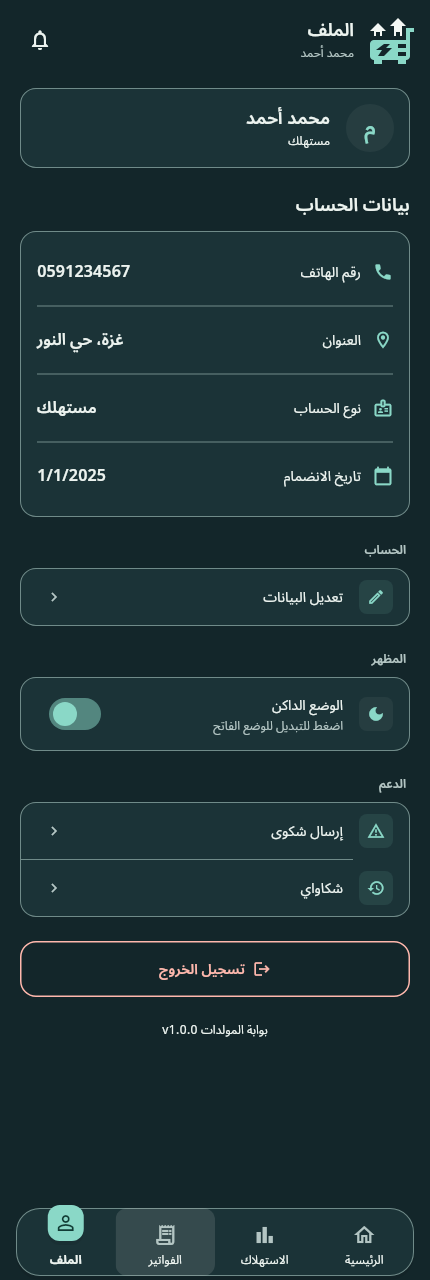 الملف
محمد أحمد
م
محمد أحمد
مستهلك
بيانات الحساب
رقم الهاتف 0591234567
العنوان غزة، حي النور
نوع الحساب مستهلك
تاريخ الانضمام 1/1/2025
الحساب
تعديل البيانات
المظهر
الوضع الداكن
اضغط للتبديل للوضع الفاتح
الدعم
إرسال شكوى
شكاواي
تسجيل الخروج
بوابة المولدات v1.0.0
الرئيسية الاستهلاك الفواتير الملف